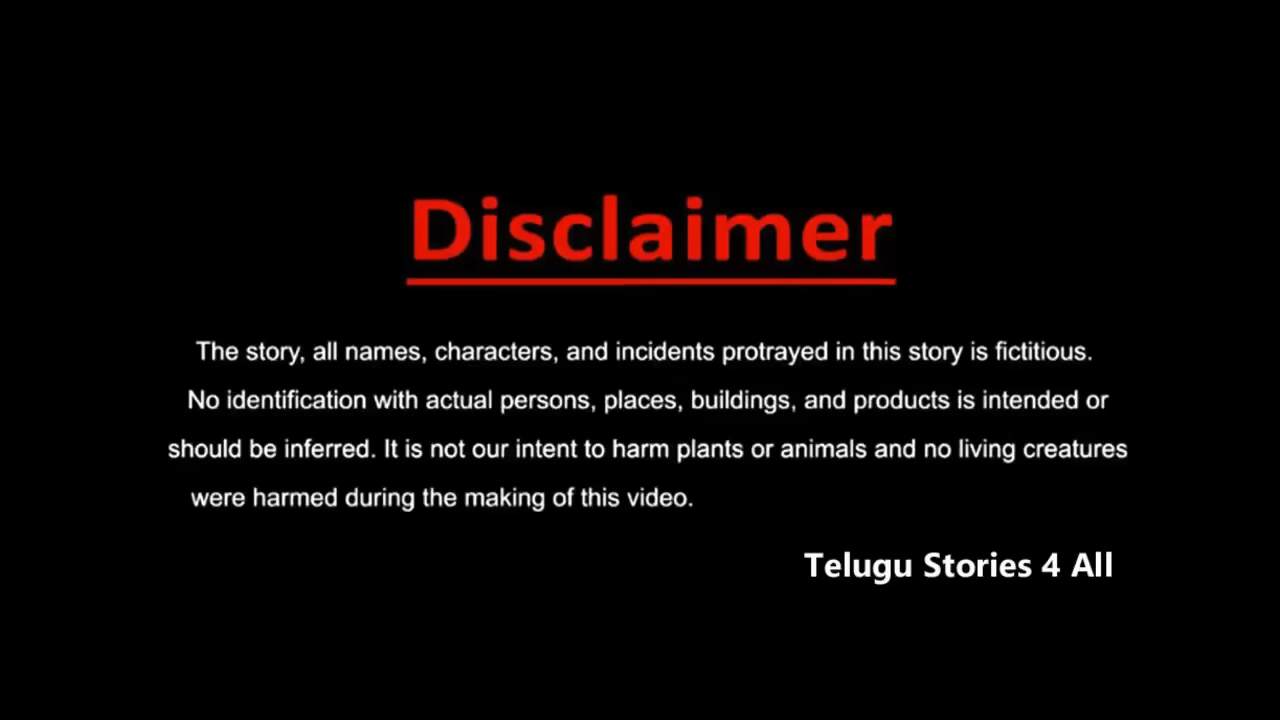 Disclaimer
The story, all names, characters, and incidents protrayed in this story is fictitious.
No identification with actual persons, places, buildings, and products is intended or
should be inferred. It is not our intent to harm plants or animals and no living creatures
were harmed during the making of this video.
Telugu Stories 4 All